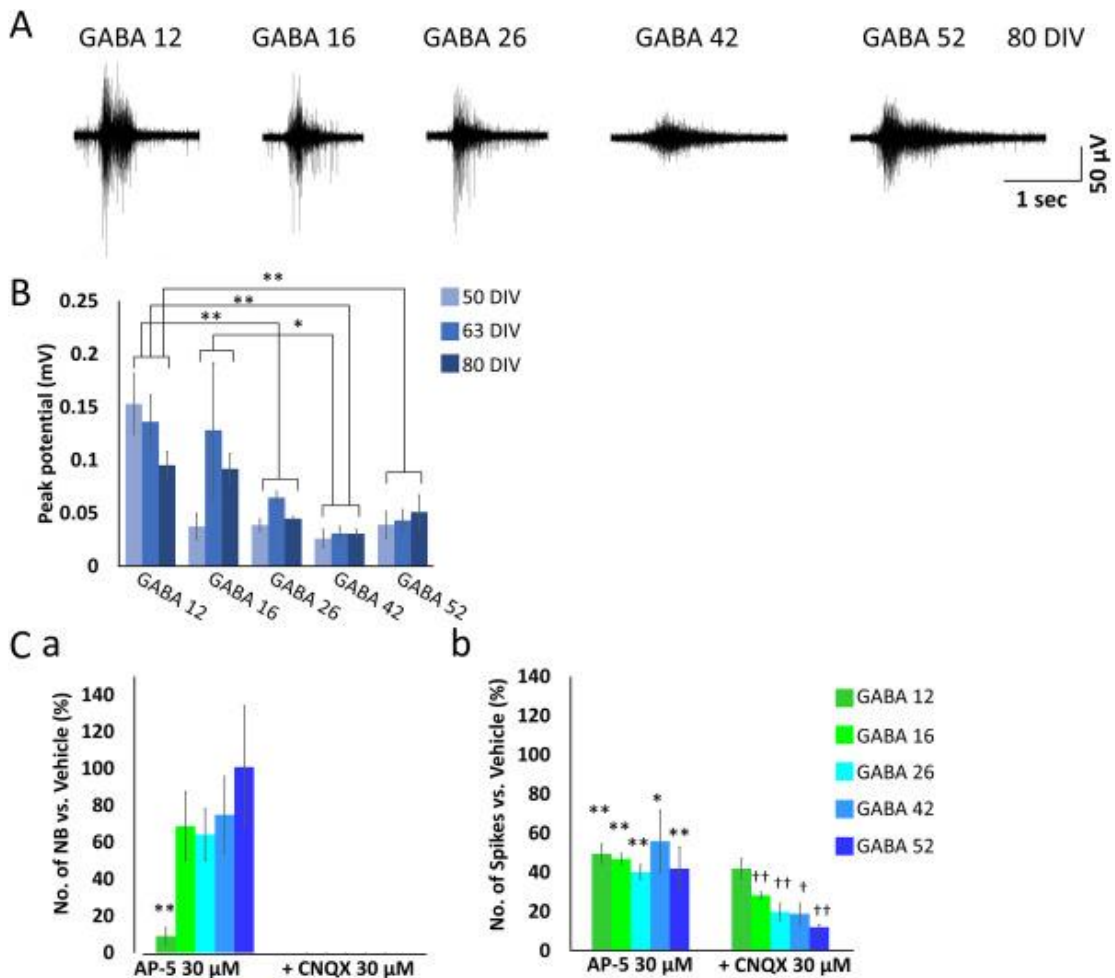 A
GABA 12 GABA 16 GABA 26 GABA 42 GABA 52 80 DIV
50 µV
1 sec
B
** ** ** *
50 DIV
63 DIV
80 DIV
Peak potential (mV)
0.25
0.2
0.15
0.1
0.05
0
GABA 12 GABA 16 GABA 26 GABA 42 GABA 52
C a
No. of NB vs. Vehicle (%)
140
120
100
80
60
40
20
0
**
AP-5 30 µM + CNQX 30 µM
b
No. of Spikes vs. Vehicle (%)
140
120
100
80
60
40
20
0
** ** ** * **
†† †† † ††
AP-5 30 µM + CNQX 30 µM
GABA 12
GABA 16
GABA 26
GABA 42
GABA 52